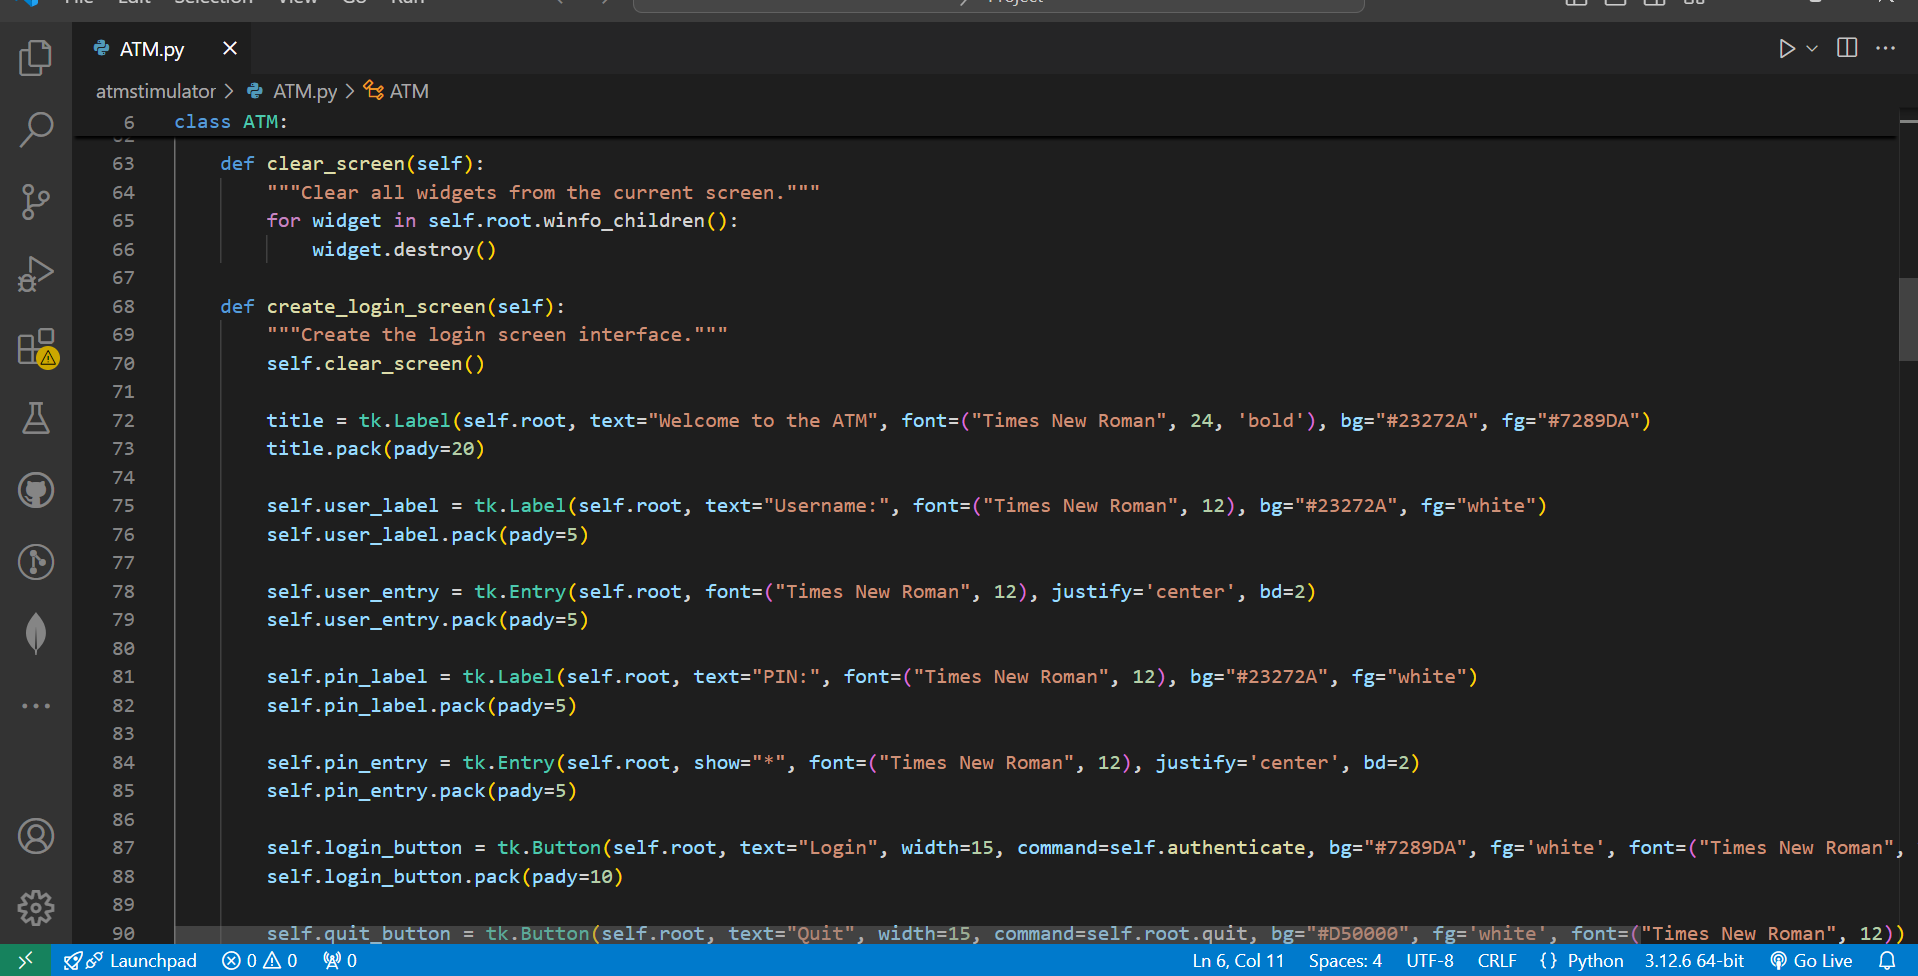 File Edit Selection View Go Run
Project
ATM.py
atmstimulator > ATM.py > ATM
6 class ATM:
62
63 def clear_screen(self):
64 """Clear all widgets from the current screen."""
65 for widget in self.root.winfo_children():
66 widget.destroy()
67
68 def create_login_screen(self):
69 """Create the login screen interface."""
70 self.clear_screen()
71
72 title = tk.Label(self.root, text="Welcome to the ATM", font=("Times New Roman", 24, 'bold'), bg="#23272A", fg="#7289DA")
73 title.pack(pady=20)
74
75 self.user_label = tk.Label(self.root, text="Username:", font=("Times New Roman", 12), bg="#23272A", fg="white")
76 self.user_label.pack(pady=5)
77
78 self.user_entry = tk.Entry(self.root, font=("Times New Roman", 12), justify='center', bd=2)
79 self.user_entry.pack(pady=5)
80
81 self.pin_label = tk.Label(self.root, text="PIN:", font=("Times New Roman", 12), bg="#23272A", fg="white")
82 self.pin_label.pack(pady=5)
83
84 self.pin_entry = tk.Entry(self.root, show="*", font=("Times New Roman", 12), justify='center', bd=2)
85 self.pin_entry.pack(pady=5)
86
87 self.login_button = tk.Button(self.root, text="Login", width=15, command=self.authenticate, bg="#7289DA", fg='white', font=("Times New Roman",
88 self.login_button.pack(pady=10)
89
90 self.quit_button = tk.Button(self.root, text="Quit", width=15, command=self.root.quit, bg="#D50000", fg='white', font=("Times New Roman", 12))
Launchpad 0 0 0 Ln 6, Col 11 Spaces: 4 UTF-8 CRLF {} Python 3.12.6 64-bit Go Live